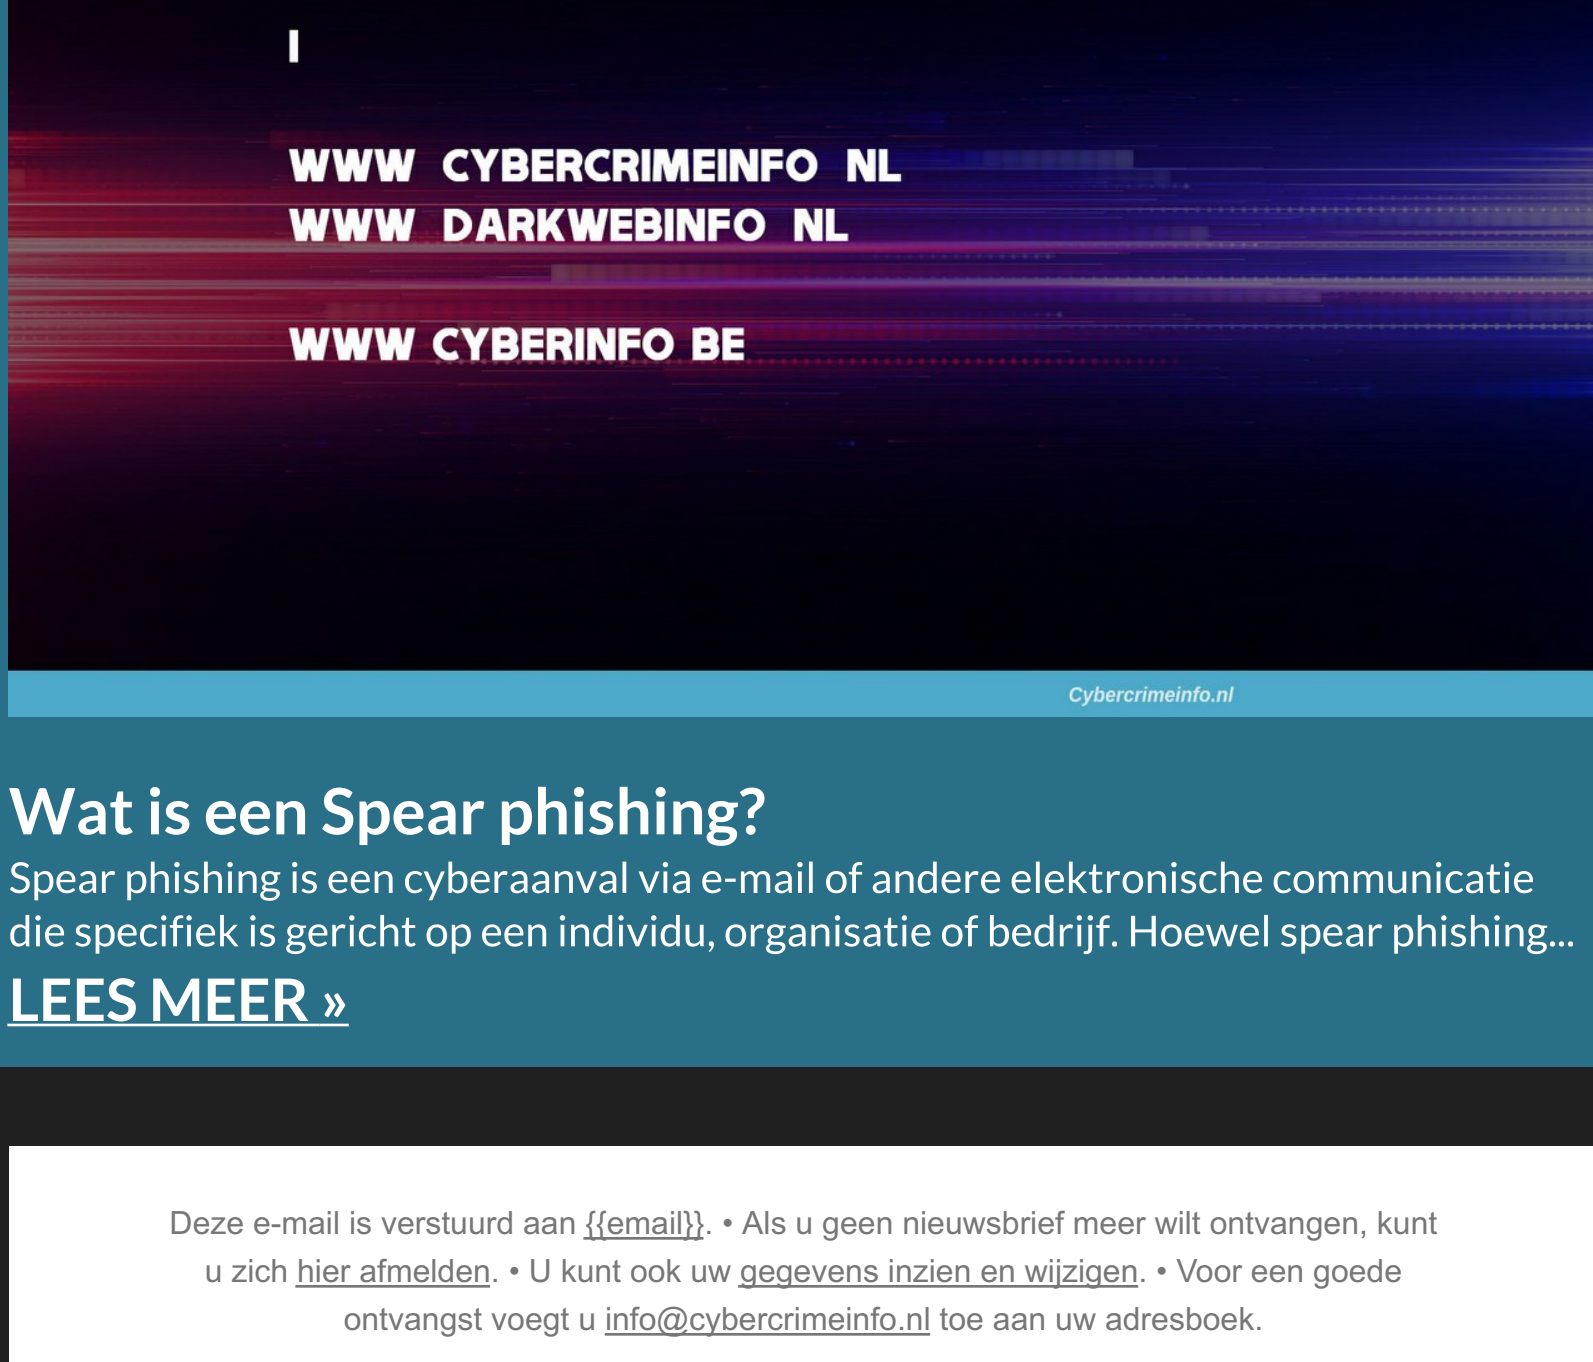 I
WWW CYBERCRIMEINFO NL
WWW DARKWEBINFO NL
WWW CYBERINFO BE
Cybercrimeinfo.nl
Wat is een Spear phishing?
Spear phishing is een cyberaanval via e-mail of andere elektronische communicatie
die specifiek is gericht op een individu, organisatie of bedrijf. Hoewel spear phishing...
LEES MEER »
Deze e-mail is verstuurd aan {{email}}. • Als u geen nieuwsbrief meer wilt ontvangen, kunt
u zich hier afmelden. • U kunt ook uw gegevens inzien en wijzigen. • Voor een goede
ontvangst voegt u info@cybercrimeinfo.nl toe aan uw adresboek.